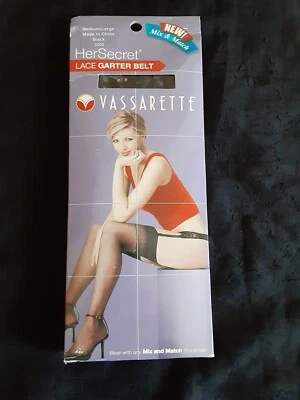 Medium/Large
Made in China
Black
HerSecret®
LACE GARTER BELT
NEW!
Mix & Match
VASSARETTE
Wear with any Mix and Match Stockings